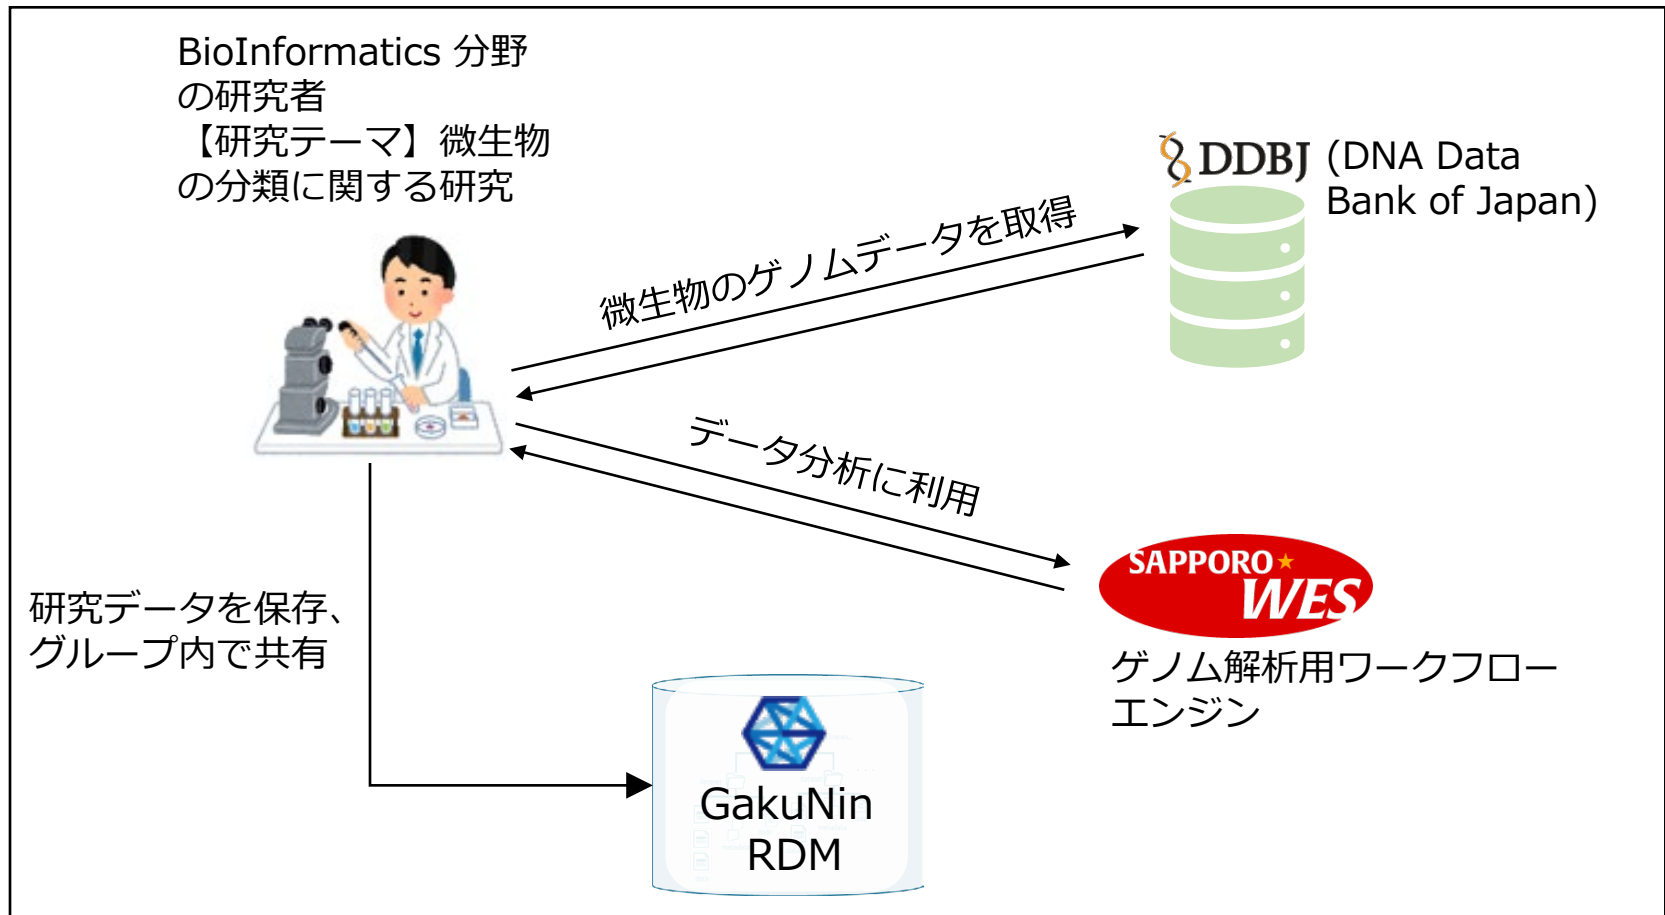 BioInformatics 分野
の研究者
【研究テーマ】微生物
の分類に関する研究
DDBJ
(DNA Data
Bank of Japan)
微生物のゲノムデータを取得
データ分析に利用
SAPPORO
WES
ゲノム解析用ワークフロー
エンジン
研究データを保存、
グループ内で共有
GakuNin
RDM